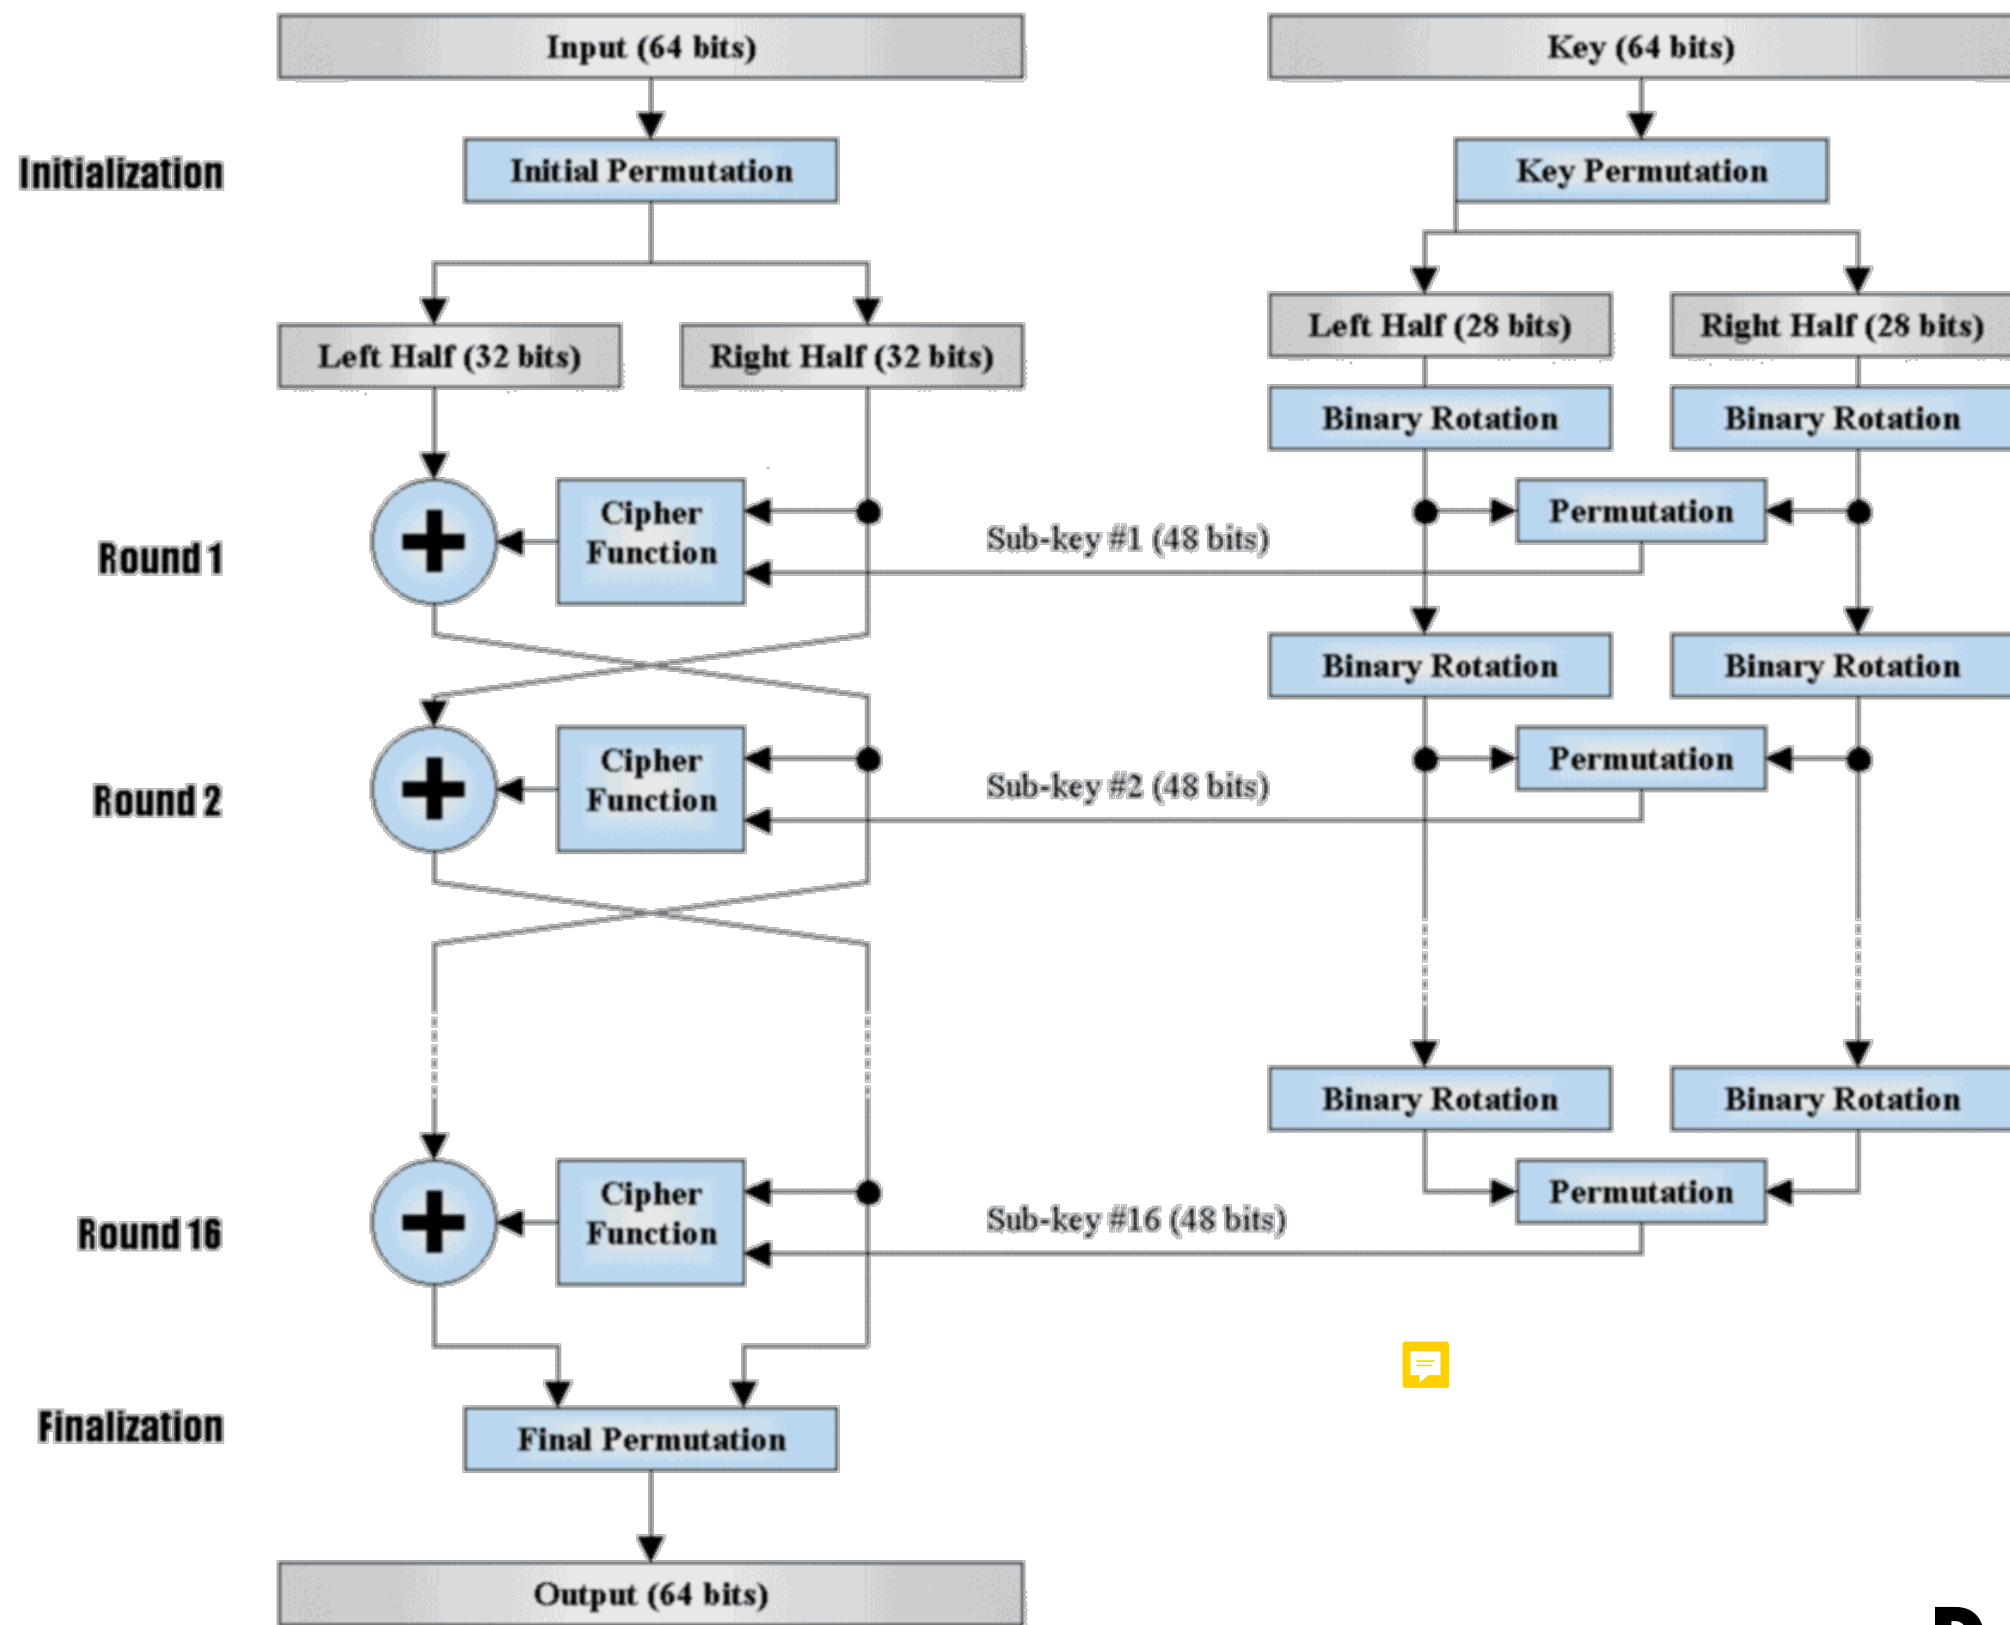 Input (64 bits)
Key (64 bits)
Initialization
Initial Permutation
Key Permutation
Left Half (32 bits)
Right Half (32 bits)
Left Half (28 bits)
Right Half (28 bits)
Binary Rotation
Binary Rotation
Round 1
Cipher
Function
Sub-key #1 (48 bits)
Permutation
Binary Rotation
Binary Rotation
Round 2
Cipher
Function
Sub-key #2 (48 bits)
Permutation
Binary Rotation
Binary Rotation
Round 16
Cipher
Function
Sub-key #16 (48 bits)
Permutation
Finalization
Final Permutation
Output (64 bits)